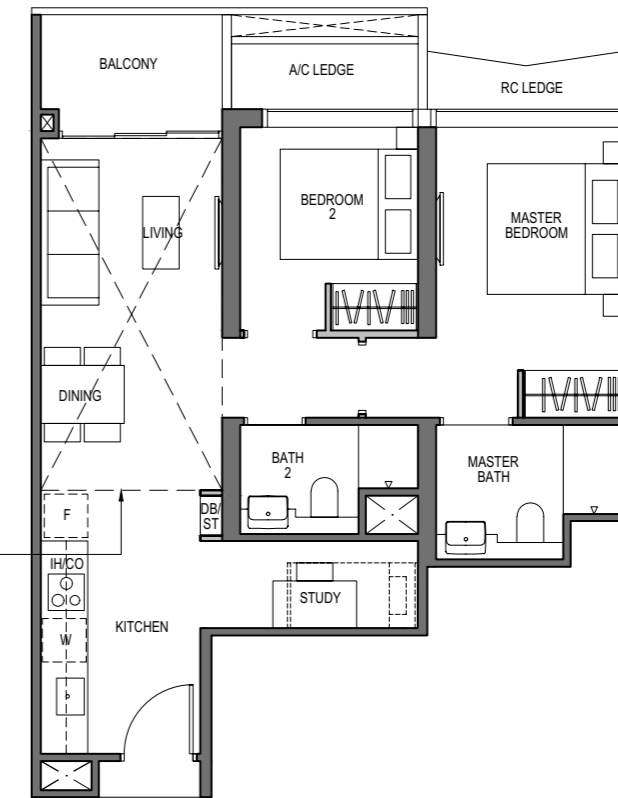 BALCONY
A/C LEDGE
RC LEDGE
LIVING
BEDROOM
2
MASTER
BEDROOM
DINING
BATH
2
MASTER
BATH
F
DB/
ST
IH/CO
STUDY
W
KITCHEN